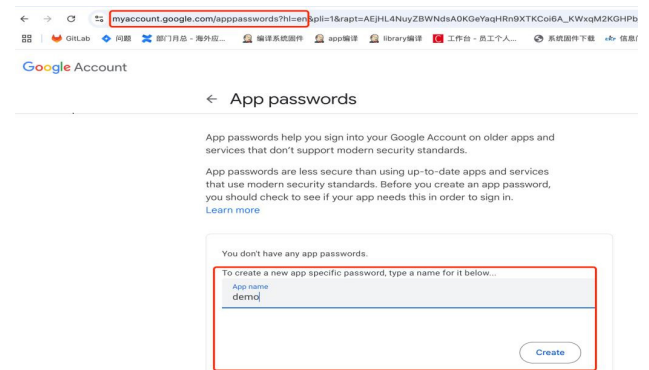 myaccount.google.com/apppasswords?hl=en&pli=1&rapt=AEjHL4NuyZBWNdsA0KGeYaqHRn9XTKCoi6A_KWxqM2KGHPb
GitLab 问题 部门月总 - 海外应... 编译系统固件 app编译 library编译 工作台 - 员工个人... 系统固件下载
Google Account
← App passwords
App passwords help you sign into your Google Account on older apps and
services that don't support modern security standards.
App passwords are less secure than using up-to-date apps and services
that use modern security standards. Before you create an app password,
you should check to see if your app needs this in order to sign in.
Learn more
You don't have any app passwords.
To create a new app specific password, type a name for it below...
App name
demo
Create